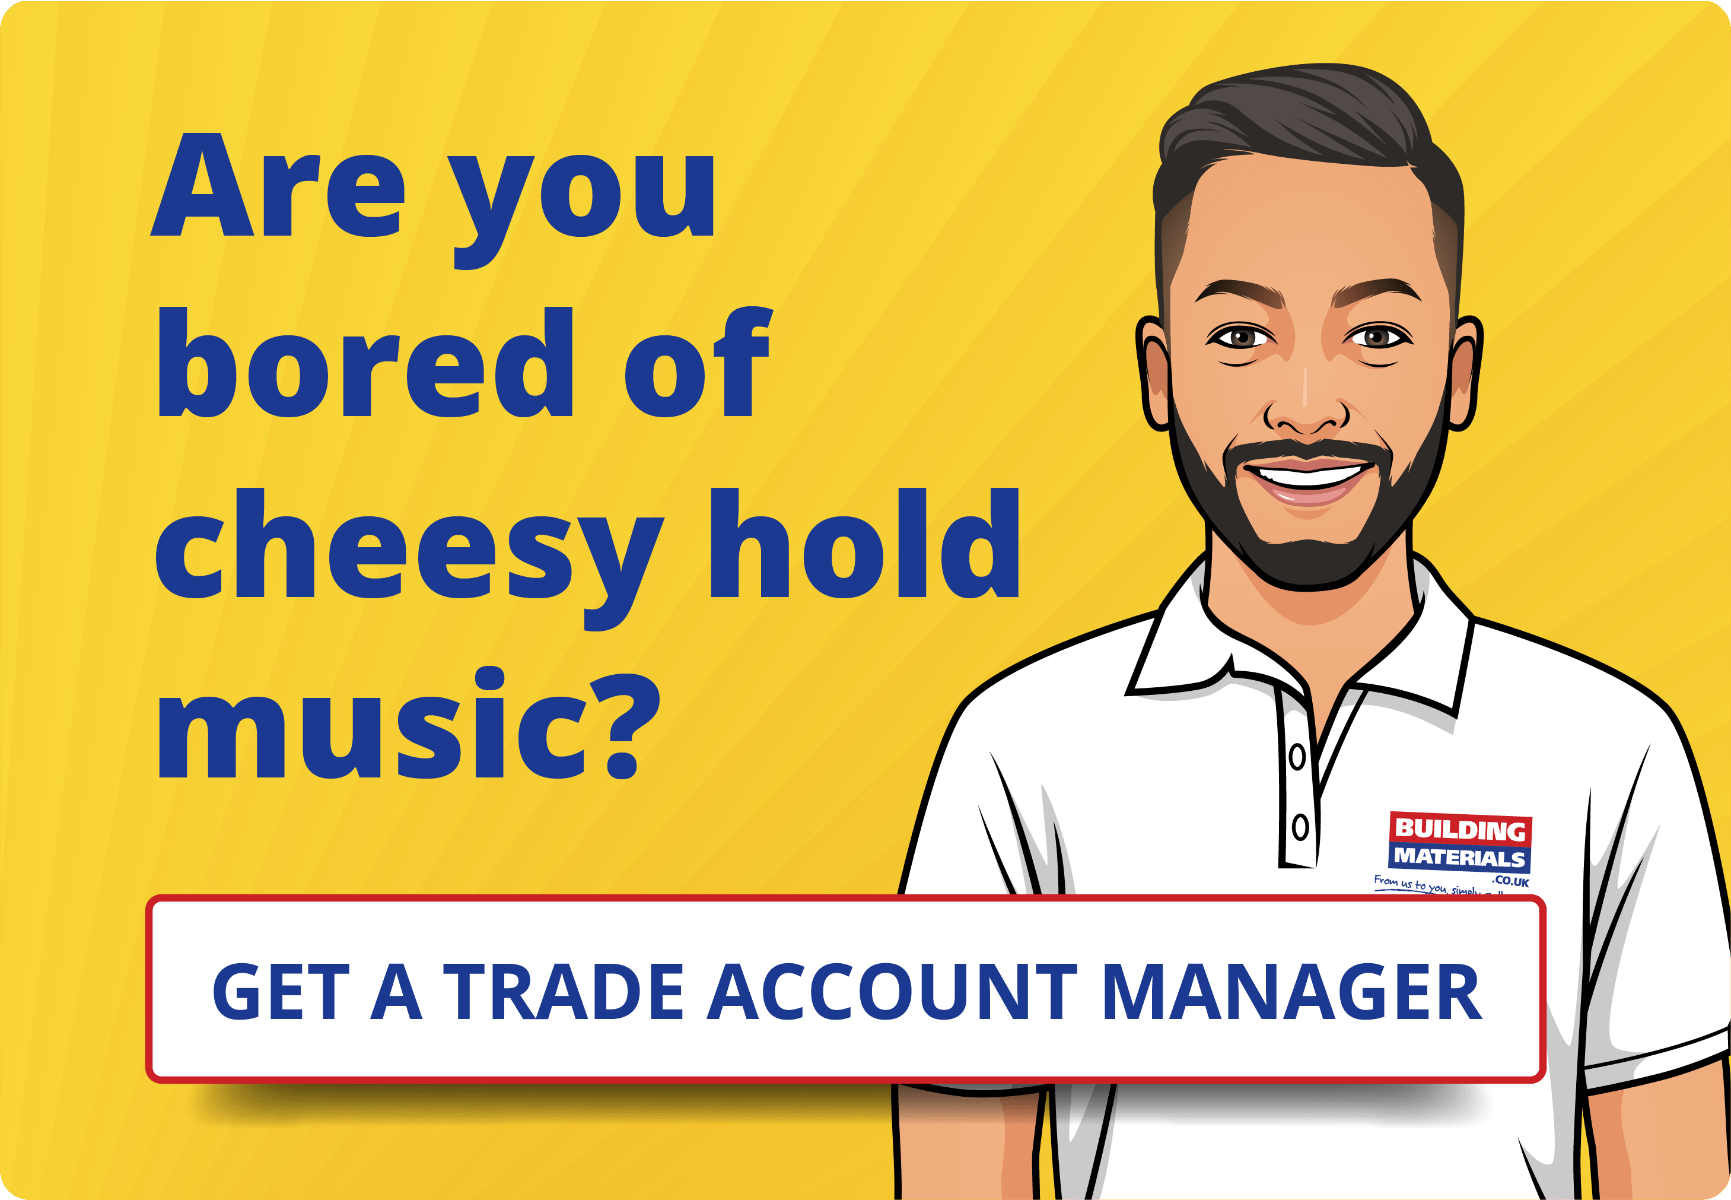 Are you
bored of
cheesy hold
music?
BUILDING
MATERIALS
.CO.UK
From us to you, simply
GET A TRADE ACCOUNT MANAGER